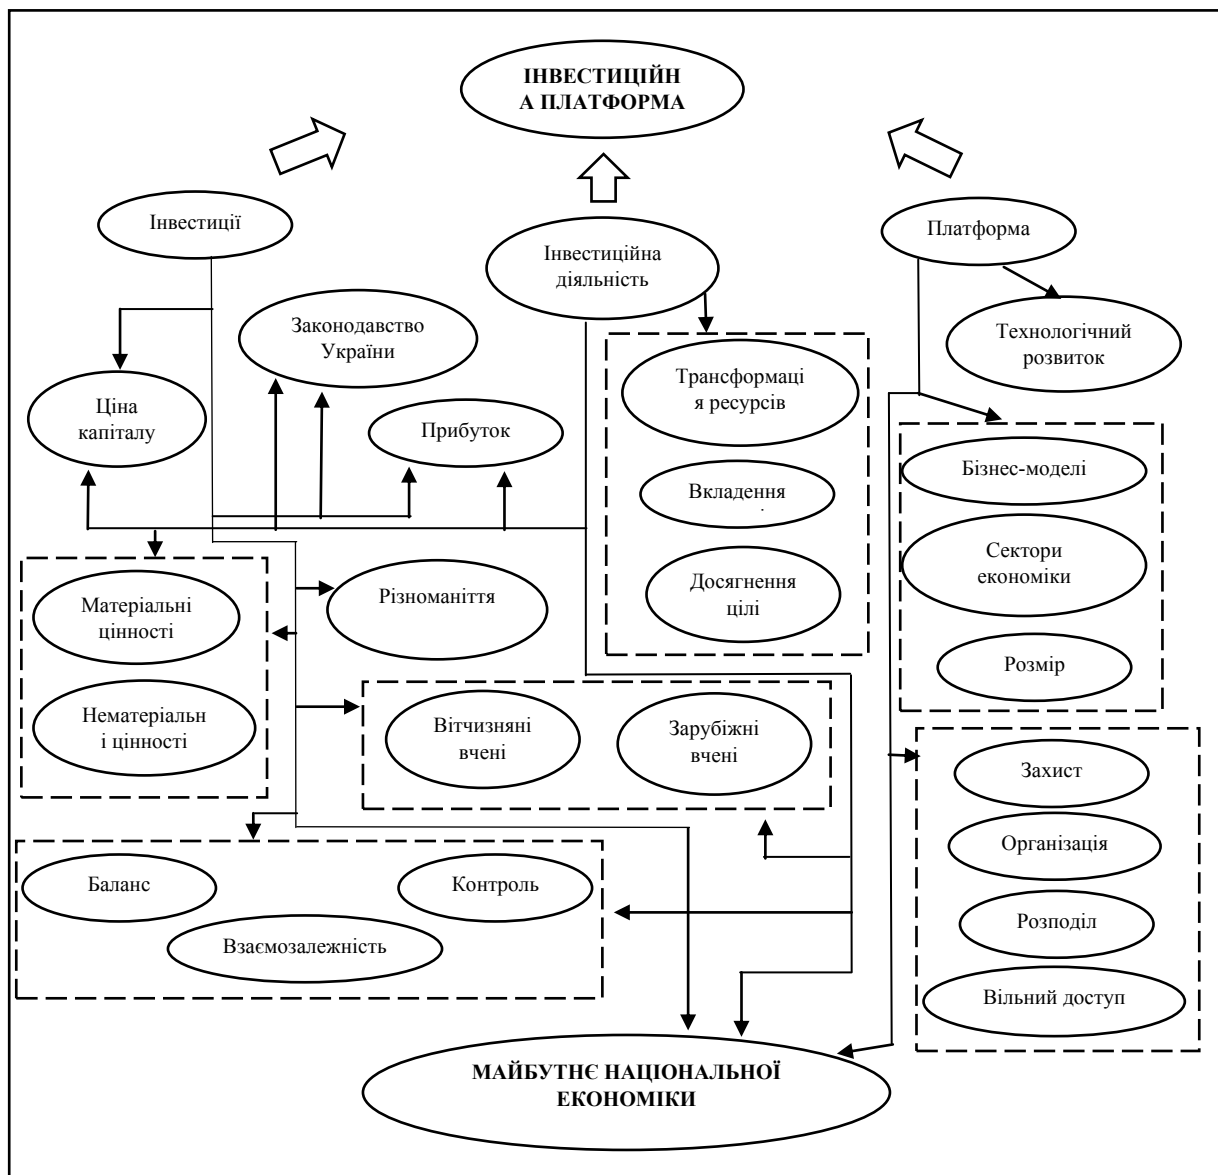 ІНВЕСТИЦІЙН
А ПЛАТФОРМА
Інвестиції
Інвестиційна
діяльність
Платформа
Законодавство
України
Технологічний
розвиток
Ціна
капіталу
Прибуток
Трансформаці
я ресурсів
Вкладення
Досягнення
цілі
Бізнес-моделі
Сектори
економіки
Розмір
Матеріальні
цінності
Нематеріальн
і цінності
Різноманіття
Вітчизняні
вчені
Зарубіжні
вчені
Захист
Організація
Розподіл
Вільний доступ
Баланс
Контроль
Взаємозалежність
МАЙБУТНЄ НАЦІОНАЛЬНОЇ
ЕКОНОМІКИ